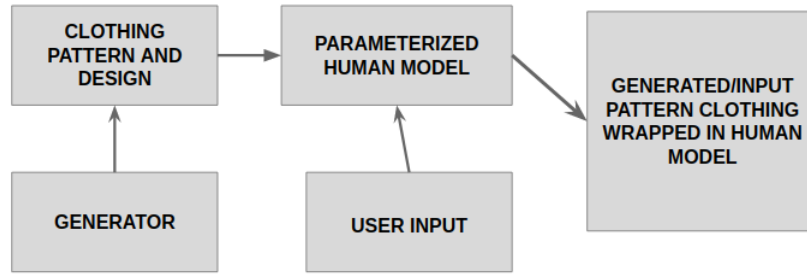 CLOTHING
PATTERN AND
DESIGN
PARAMETERIZED
HUMAN MODEL
GENERATED/INPUT
PATTERN CLOTHING
WRAPPED IN HUMAN
MODEL
GENERATOR
USER INPUT